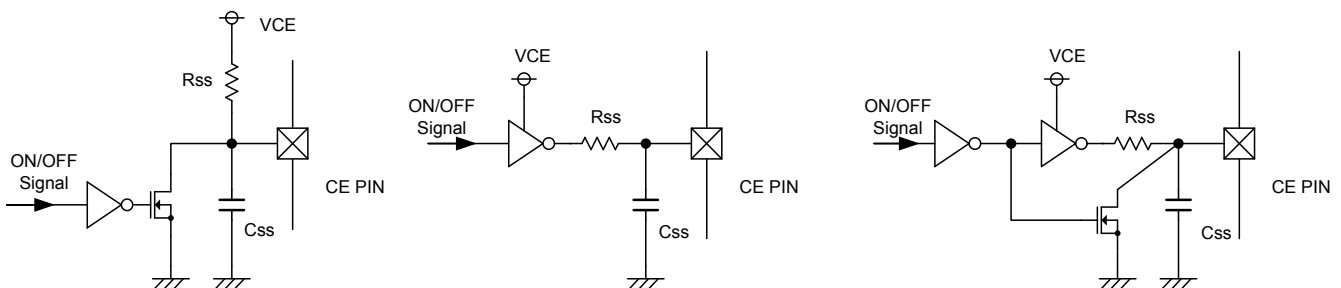 VCE
Rss
ON/OFF
Signal
CE PIN
Css
VCE
ON/OFF
Signal
Rss
CE PIN
Css
VCE
ON/OFF
Signal
Rss
CE PIN
Css